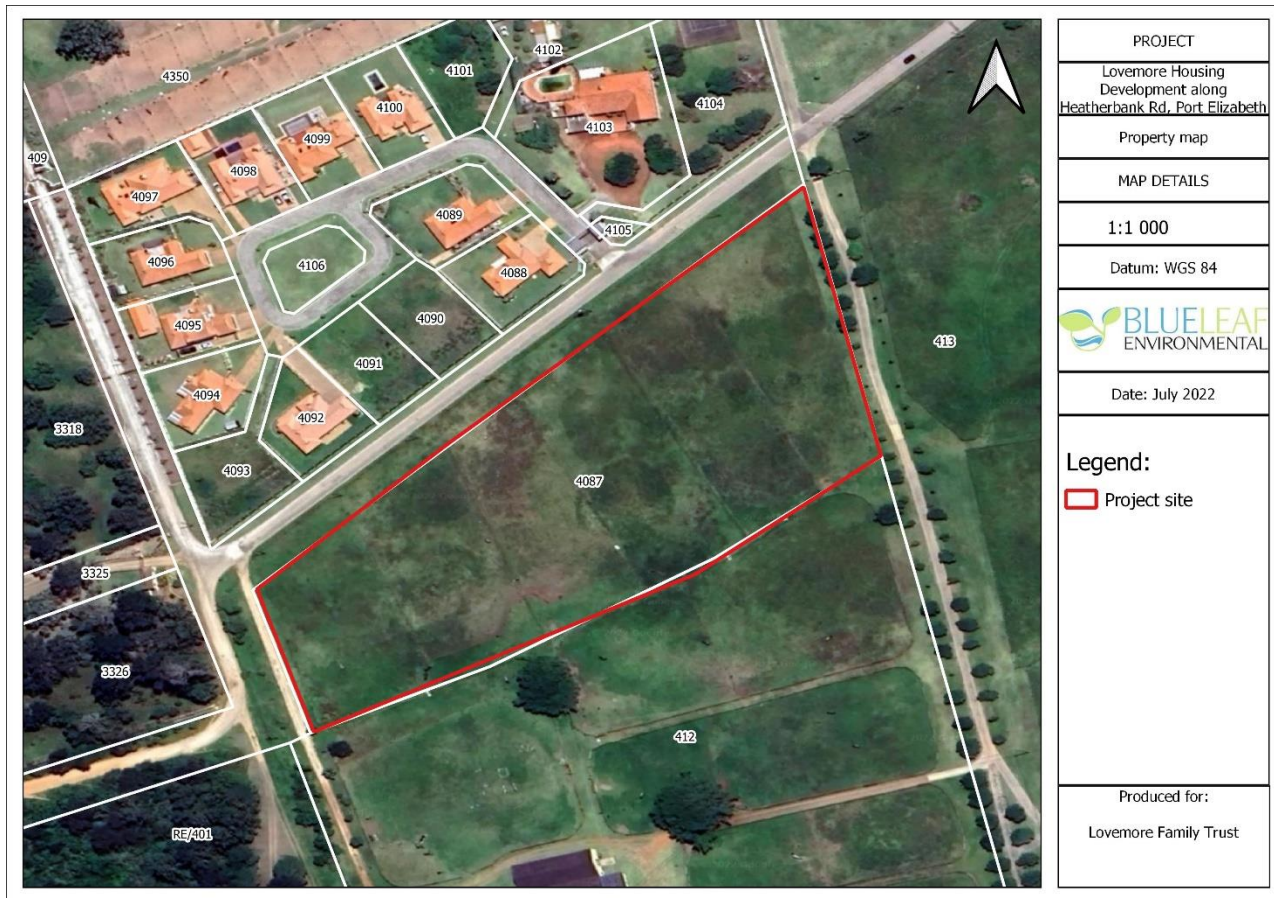 4350
4101
4102
4100
4103
4104
4099
409
4098
4097
4089
4105
4096
4106
4088
4095
4090
413
4091
4094
4092
3318
4093
4087
3325
3326
412
RE/401
PROJECT
Lovemore Housing
Development along
Heatherbank Rd, Port Elizabeth
Property map
MAP DETAILS
1:1 000
Datum: WGS 84
BLUELEAF
ENVIRONMENTAL
Date: July 2022
Legend:
Project site
Produced for:
Lovemore Family Trust